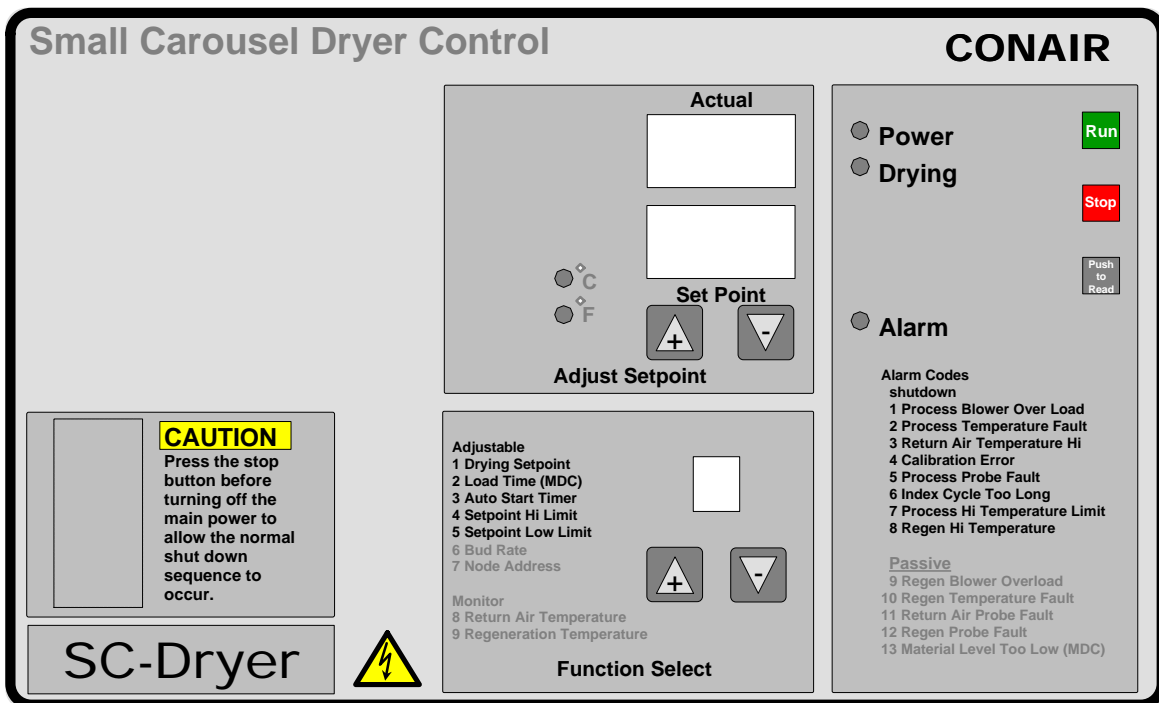 Small Carousel Dryer Control
CONAIR
Actual
°C
°F
Set Point
+
-
Adjust Setpoint
Power
Drying
Run
Stop
Push
to
Read
Alarm
Alarm Codes
shutdown
1 Process Blower Over Load
2 Process Temperature Fault
3 Return Air Temperature Hi
4 Calibration Error
5 Process Probe Fault
6 Index Cycle Too Long
7 Process Hi Temperature Limit
8 Regen Hi Temperature
Passive
9 Regen Blower Overload
10 Regen Temperature Fault
11 Return Air Probe Fault
12 Regen Probe Fault
13 Material Level Too Low (MDC)
CAUTION
Press the stop
button before
turning off the
main power to
allow the normal
shut down
sequence to
occur.
SC-Dryer
Adjustable
1 Drying Setpoint
2 Load Time (MDC)
3 Auto Start Timer
4 Setpoint Hi Limit
5 Setpoint Low Limit
6 Bud Rate
7 Node Address
Monitor
8 Return Air Temperature
9 Regeneration Temperature
+
-
Function Select